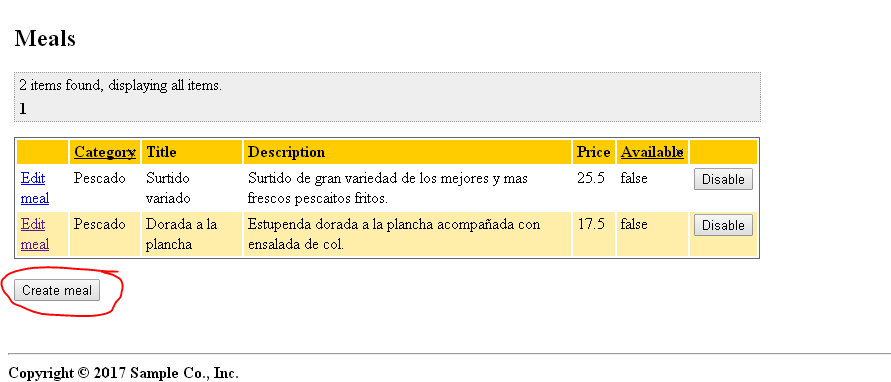 Meals
2 items found, displaying all items.
1
Category Title Description Price Available
Edit Pescado Surtido Surtido de gran variedad de los mejores y mas 25.5 false Disable
meal variado frescos pescaitos fritos.
Edit Pescado Dorada a la Estupenda dorada a la plancha acompañada con 17.5 false Disable
meal plancha ensalada de col.
Create meal
Copyright © 2017 Sample Co., Inc.